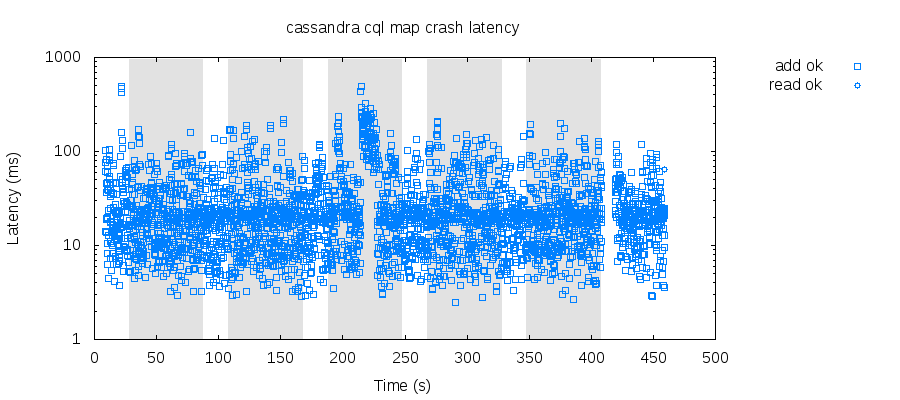 cassandra cql map crash latency
1000
100
10
1
Latency (ms)
0 50 100 150 200 250 300 350 400 450 500
Time (s)
add ok
read ok